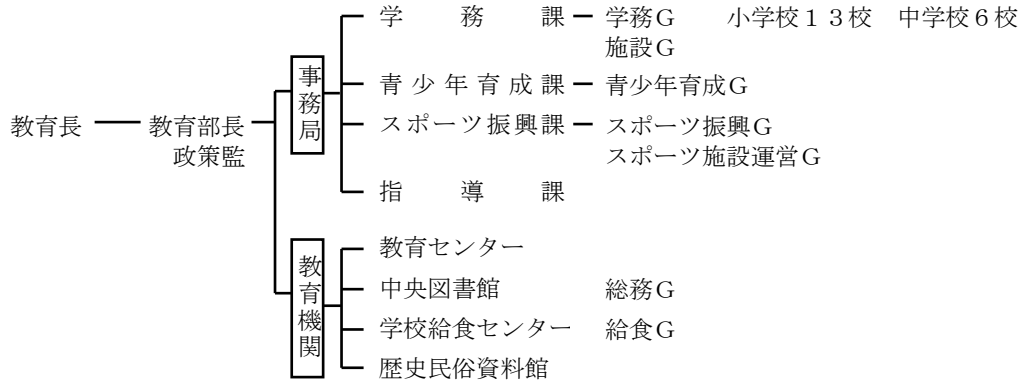 学務課 学務G 小学校13校 中学校6校
施設G
青少年育成課 青少年育成G
教育長 教育部長 事務局 スポーツ振興課 スポーツ振興G
政策監 スポーツ施設運営G
指導課
教育機関
教育センター
中央図書館 総務G
学校給食センター 給食G
歴史民俗資料館